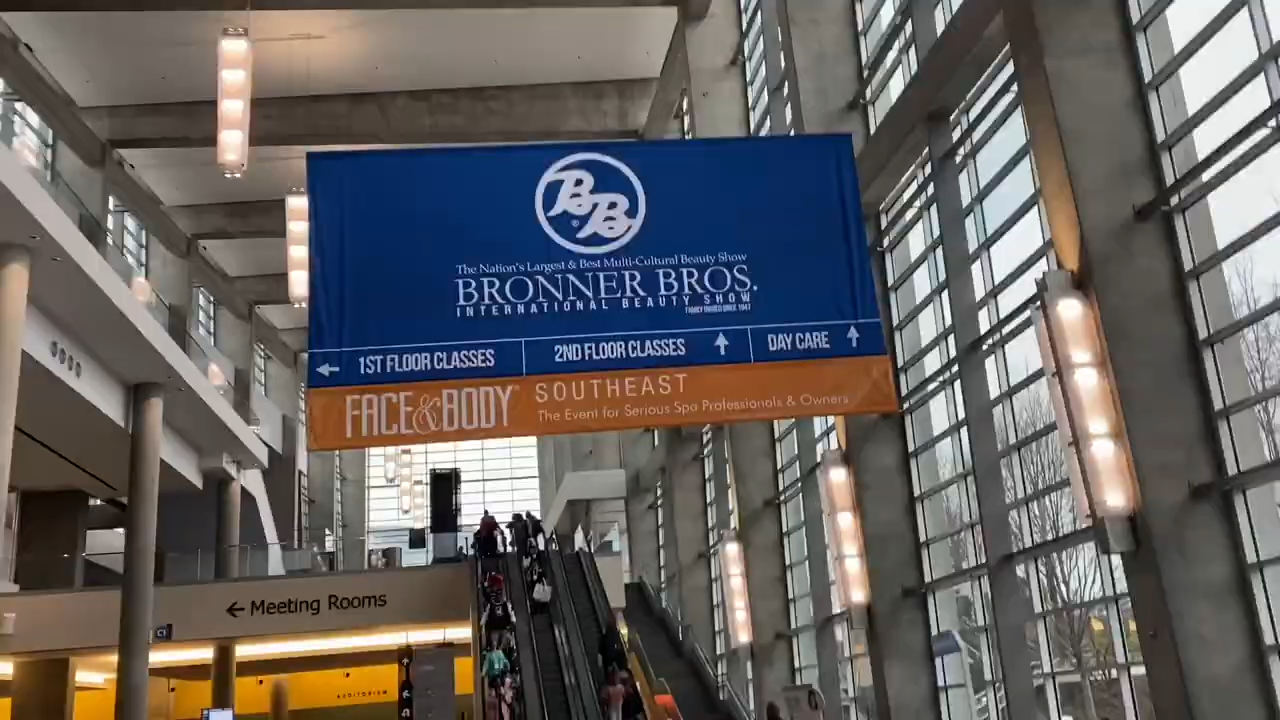 BB
®
The Nation's Largest & Best Multi-Cultural Beauty Show
BRONNER BROS.
INTERNATIONAL BEAUTY SHOW
FAMILY OWNED SINCE 1947
← 1ST FLOOR CLASSES
2ND FLOOR CLASSES ↑
DAY CARE ↑
FACE&BODY® SOUTHEAST
The Event for Serious Spa Professionals & Owners
← Meeting Rooms
C1
AUDITORIUM